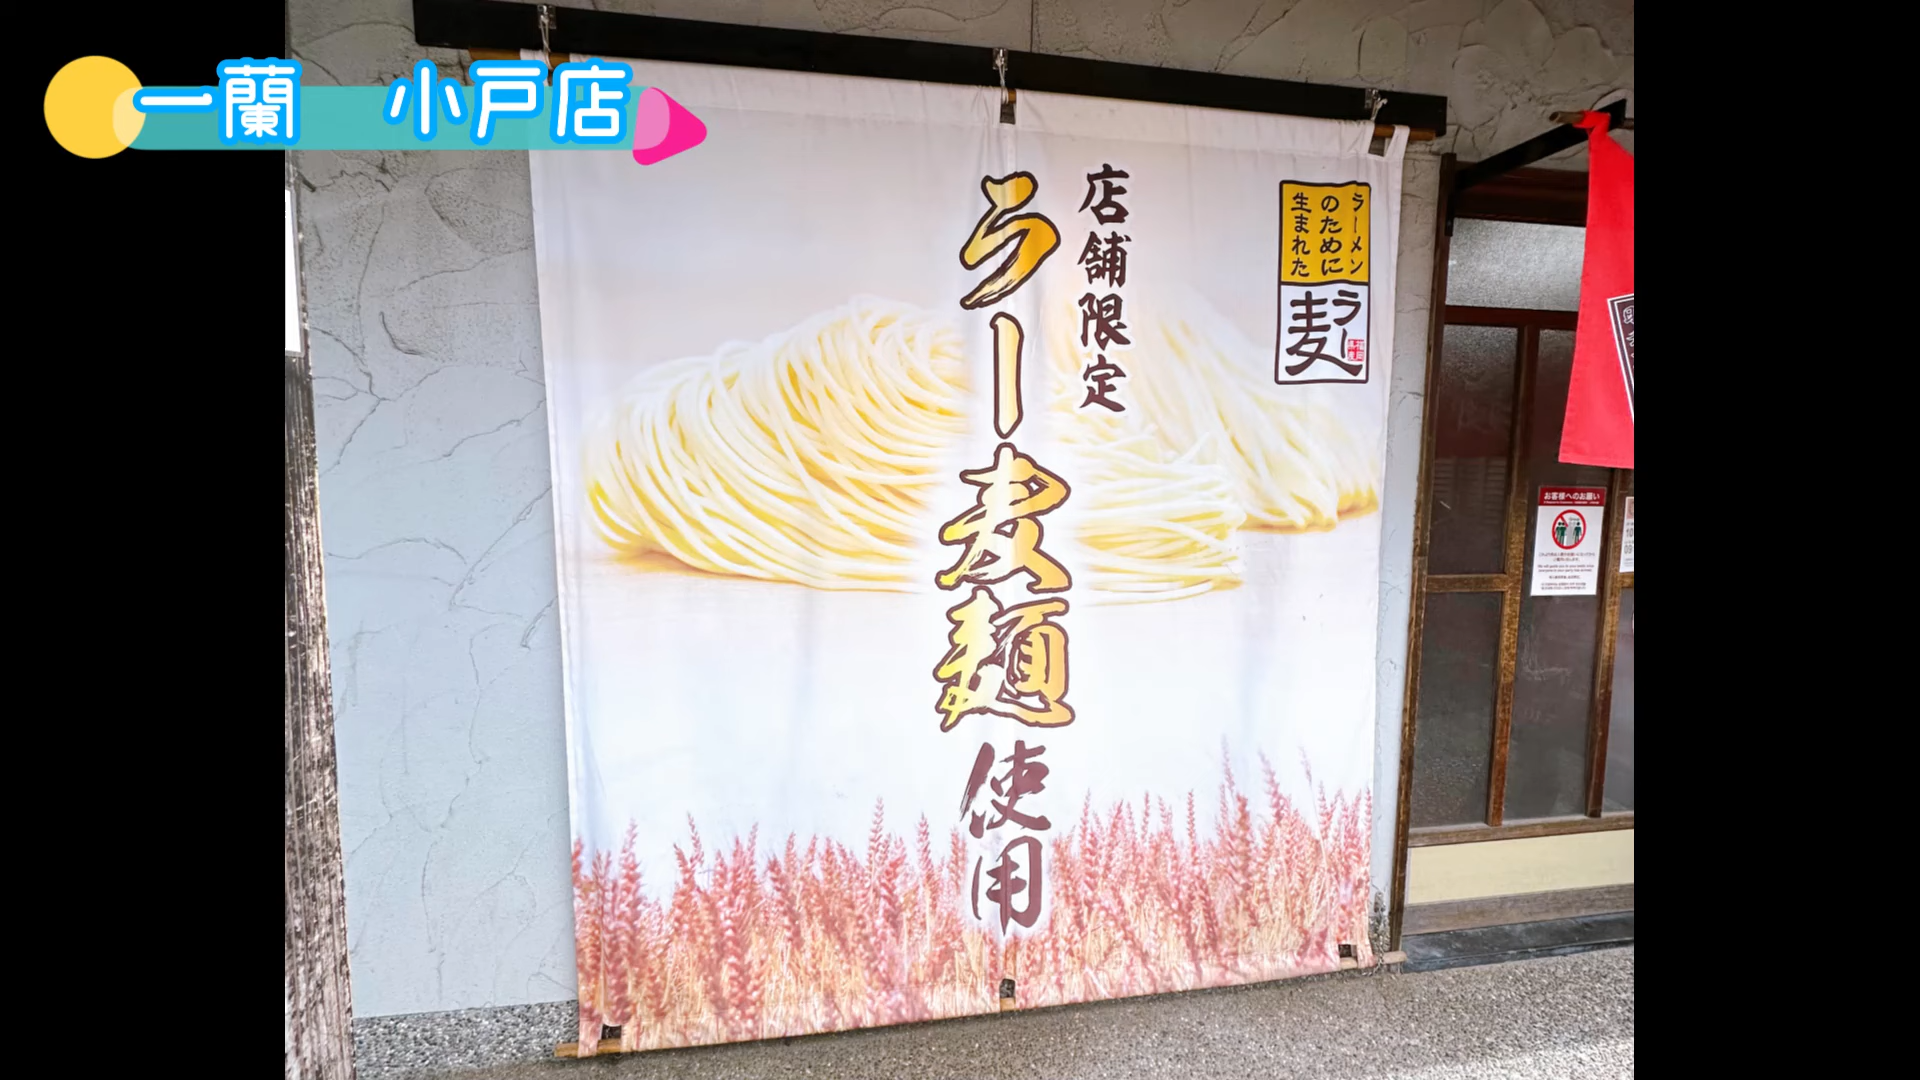 一蘭　小戸店
ラーメン
のために
生まれた
ラー麦
店舗限定
ラー麦麺使用
お客様へのお願い